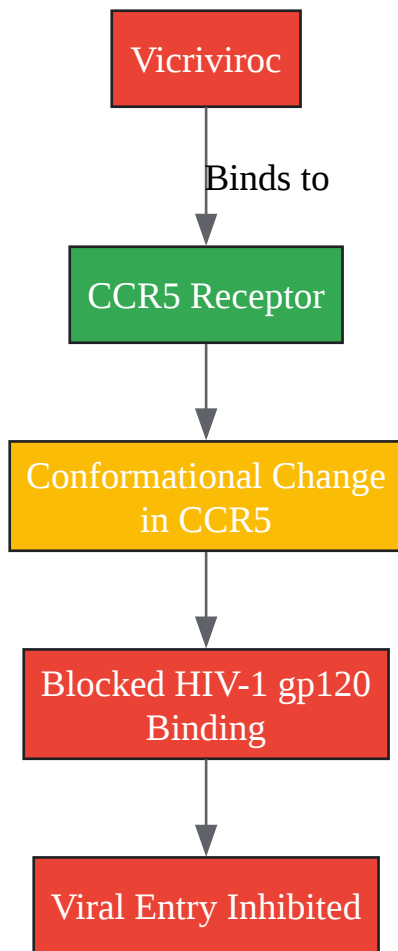 Vicriviroc
Binds to
CCR5 Receptor
Conformational Change
in CCR5
Blocked HIV-1 gp120
Binding
Viral Entry Inhibited